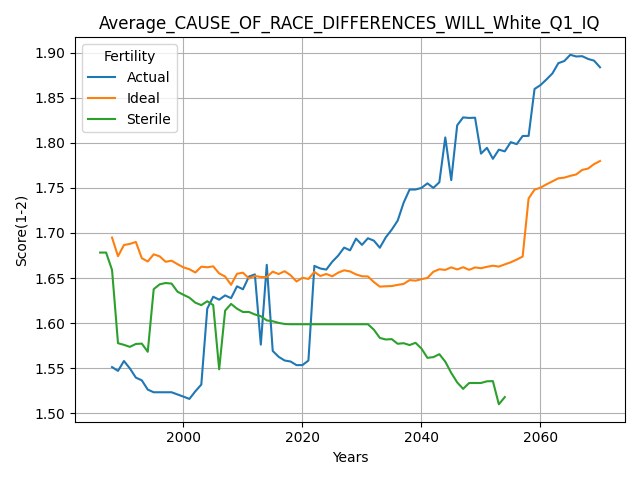 Average_CAUSE_OF_RACE_DIFFERENCES_WILL_White_Q1_IQ
Fertility
Actual
Ideal
Sterile
Score(1-2)
1.90
1.85
1.80
1.75
1.70
1.65
1.60
1.55
1.50
2000
2020
2040
2060
Years